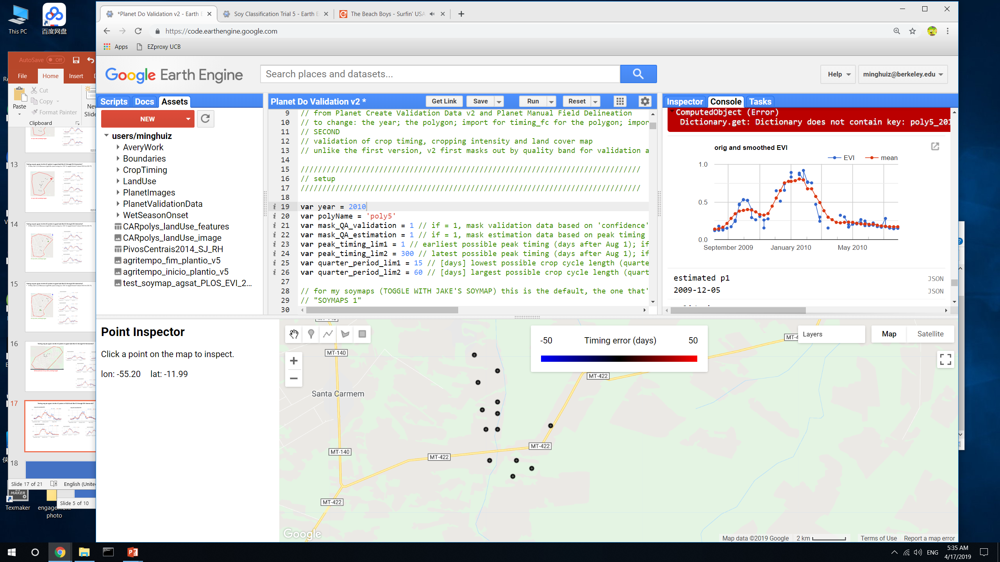 This PC
百度网盘
*Planet Do Validation v2 - Earth E
Soy Classification Trial 5 - Earth E
The Beach Boys - Surfin' USA
https://code.earthengine.google.com
Apps
EZproxy UCB
AutoSave
Off
File
Home
Insert
Cut
Copy
Format Painter
Paste
New
Slide
Clipboard
13
14
15
16
17
18
Slide 17 of 21
English (Unite
Slide 5 of 10
MAKER
Texmaker
engagement
photo
Google Earth Engine
Search places and datasets...
Help
minghuiz@berkeley.edu
Scripts
Docs
Assets
NEW
users/minghuiz
AveryWork
Boundaries
CropTiming
LandUse
PlanetImages
PlanetValidationData
WetSeasonOnset
CARpolys_landUse_features
CARpolys_landUse_image
PivosCentrais2014_SJ_RH
agritempo_fim_plantio_v5
agritempo_inicio_plantio_v5
test_soymap_agsat_PLOS_EVI_2...
Planet Do Validation v2 *
Get Link
Save
Run
Reset
9 // from Planet Create Validation Data v2 and Planet Manual Field Delineation
10 // to change: the year; the polygon; import for timing_fc for the polygon; impor
11 // SECOND
12 // validation of crop timing, cropping intensity and land cover map
13 // unlike the first version, v2 first masks out by quality band for validation a
14
15 //////////////////////////////////////////////////////////////////////////////
16 // setup
17 //////////////////////////////////////////////////////////////////////////////
18
19 var year = 2010
20 var polyName = 'poly5'
21 var mask_QA_validation = 1 // if = 1, mask validation data based on 'confidence'
22 var mask_QA_estimation = 1 // if = 1, mask estimation data based on peak timing
23 var peak_timing_lim1 = 1 // earliest possible peak timing (days after Aug 1); if
24 var peak_timing_lim2 = 300 // latest possible peak timing (days after Aug 1); if
25 var quarter_period_lim1 = 15 // [days] lowest possible crop cycle length (quarte
26 var quarter_period_lim2 = 60 // [days] largest possible crop cycle length (quart
27
28 // for my soymaps (TOGGLE WITH JAKE'S SOYMAP) this is the default, the one that'
29 // "SOYMAPS 1"
30
Inspector
Console
Tasks
ComputedObject (Error)
Dictionary.get: Dictionary does not contain key: poly5_201
orig and smoothed EVI
EVI
mean
1.0
0.5
0.0
September 2009
January 2010
May 2010
estimated p1
JSON
2009-12-05
JSON
Point Inspector
Click a point on the map to inspect.
lon: -55.20 lat: -11.99
MT-140
Santa Carmem
MT-140
MT-422
MT-422
MT-422
MT-422
-50
Timing error (days)
50
MT-4
Layers
Map
Satellite
Google
Map data ©2019 Google
2 km
Terms of Use
Report a map error
ENG
5:35 AM
4/17/2019